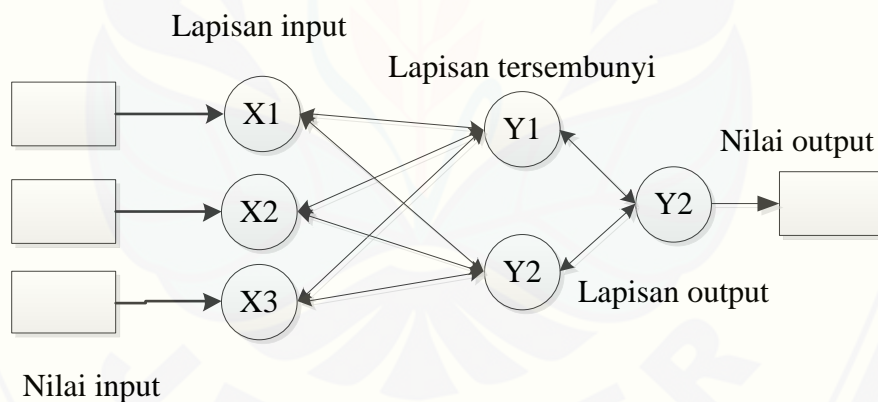 Lapisan input
Lapisan tersembunyi
X1
Y1
Nilai output
X2
Y2
Y2
Lapisan output
X3
Nilai input